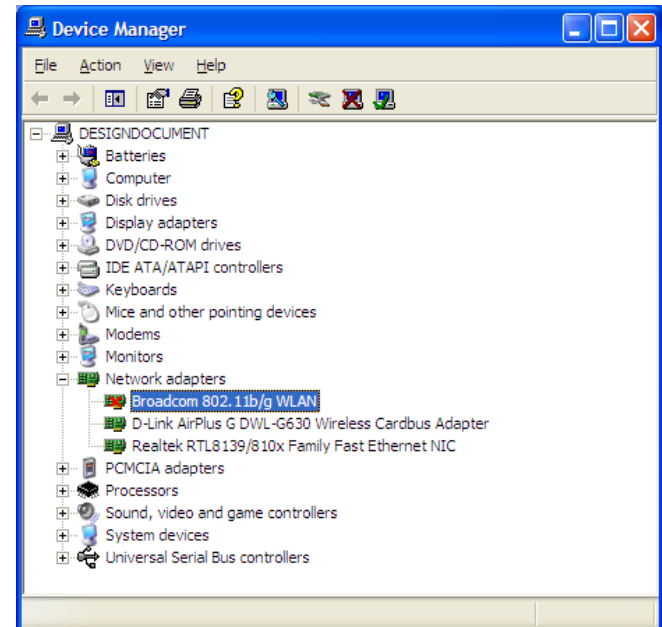 Device Manager
File Action View Help
DESIGNDOCUMENT
Batteries
Computer
Disk drives
Display adapters
DVD/CD-ROM drives
IDE ATA/ATAPI controllers
Keyboards
Mice and other pointing devices
Modems
Monitors
Network adapters
Broadcom 802.11b/g WLAN
D-Link AirPlus G DWL-G630 Wireless Cardbus Adapter
Realtek RTL8139/810x Family Fast Ethernet NIC
PCMCIA adapters
Processors
Sound, video and game controllers
System devices
Universal Serial Bus controllers